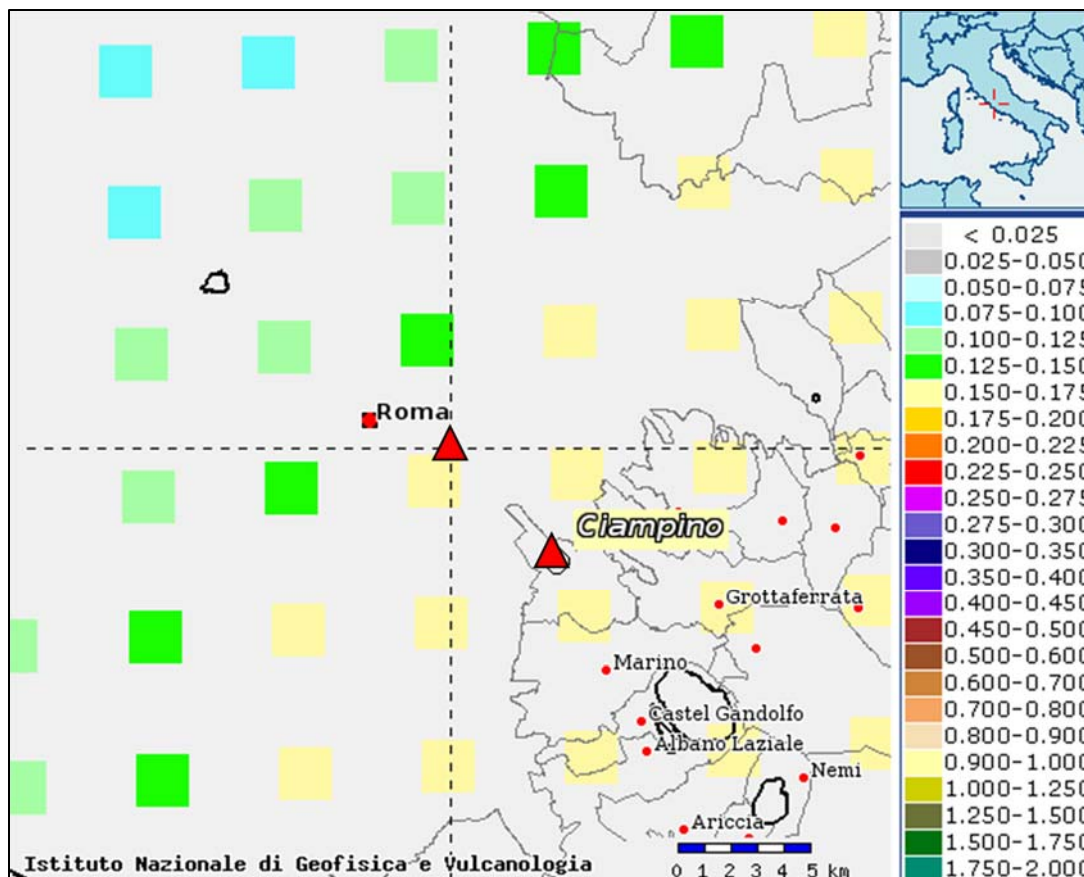 Roma
Ciampino
Grottaferrata
Marino
Castel Gandolfo
Albano Laziale
Nemi
Ariccia
Istituto Nazionale di Geofisica e Vulcanologia
0 1 2 3 4 5 km
< 0.025
0.025-0.050
0.050-0.075
0.075-0.100
0.100-0.125
0.125-0.150
0.150-0.175
0.175-0.200
0.200-0.225
0.225-0.250
0.250-0.275
0.275-0.300
0.300-0.350
0.350-0.400
0.400-0.450
0.450-0.500
0.500-0.600
0.600-0.700
0.700-0.800
0.800-0.900
0.900-1.000
1.000-1.250
1.250-1.500
1.500-1.750
1.750-2.000